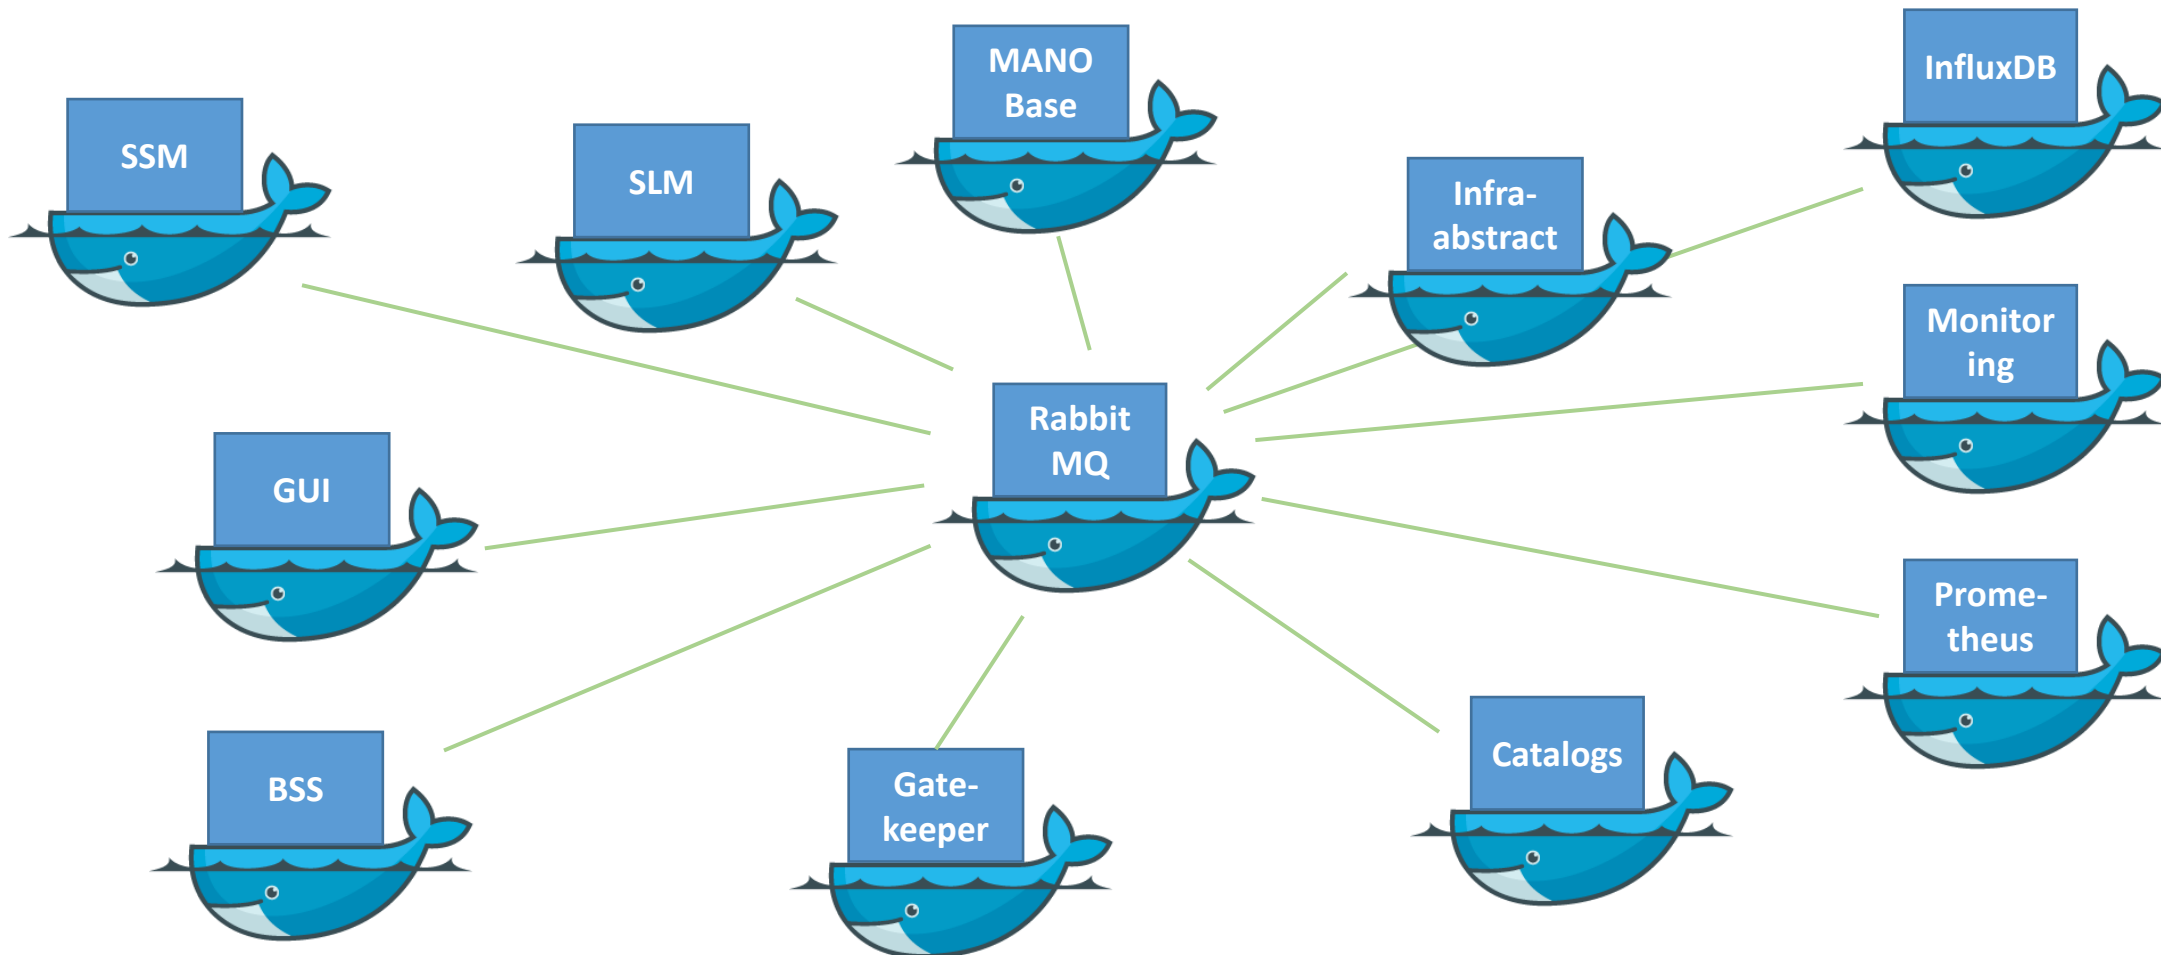 MANO
Base
InfluxDB
SSM
SLM
Infra-
abstract
Monitor
ing
Rabbit
MQ
GUI
Prome-
theus
Catalogs
BSS
Gate-
keeper